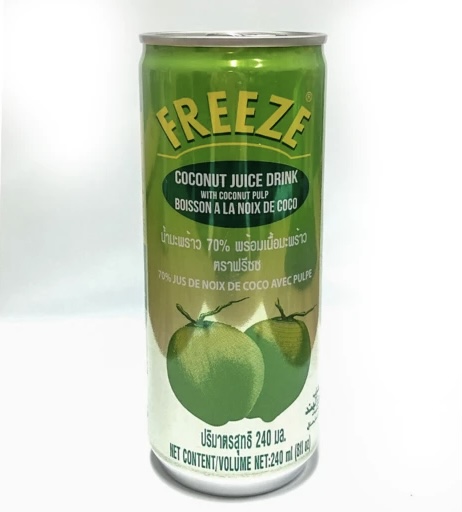 FREEZE®
COCONUT JUICE DRINK
WITH COCONUT PULP
BOISSON A LA NOIX DE COCO
น้ำมะพร้าว 70% พร้อมเนื้อมะพร้าว
ตราฟรีซซ
70% JUS DE NOIX DE COCO AVEC PULPE
ปริมาตรสุทธิ 240 มล.
NET CONTENT/VOLUME NET:240 ml (8fl oz)